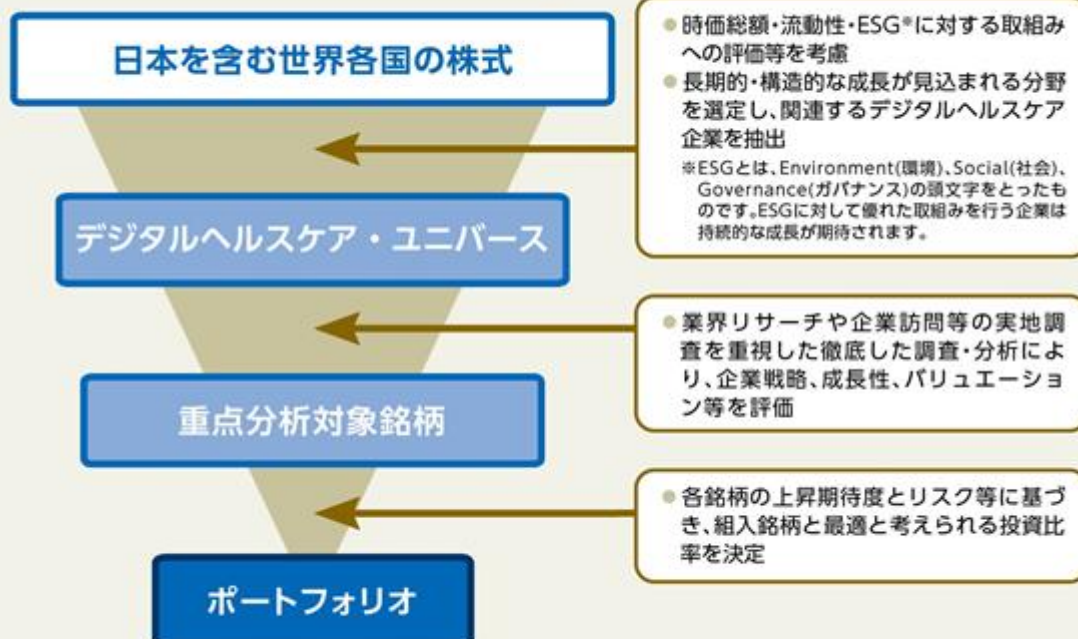 日本を含む世界各国の株式
●時価総額・流動性・ESG※に対する取組み
への評価等を考慮
●長期的・構造的な成長が見込まれる分野
を選定し、関連するデジタルヘルスケア
企業を抽出
※ESGとは、Environment(環境)、Social(社会)、
Governance(ガバナンス)の頭文字をとったも
のです。ESGに対して優れた取組みを行う企業は
持続的な成長が期待されます。
デジタルヘルスケア・ユニバース
●業界リサーチや企業訪問等の実地調
査を重視した徹底した調査・分析によ
り、企業戦略、成長性、バリュエーショ
ン等を評価
重点分析対象銘柄
●各銘柄の上昇期待度とリスク等に基づ
き、組入銘柄と最適と考えられる投資比
率を決定
ポートフォリオ